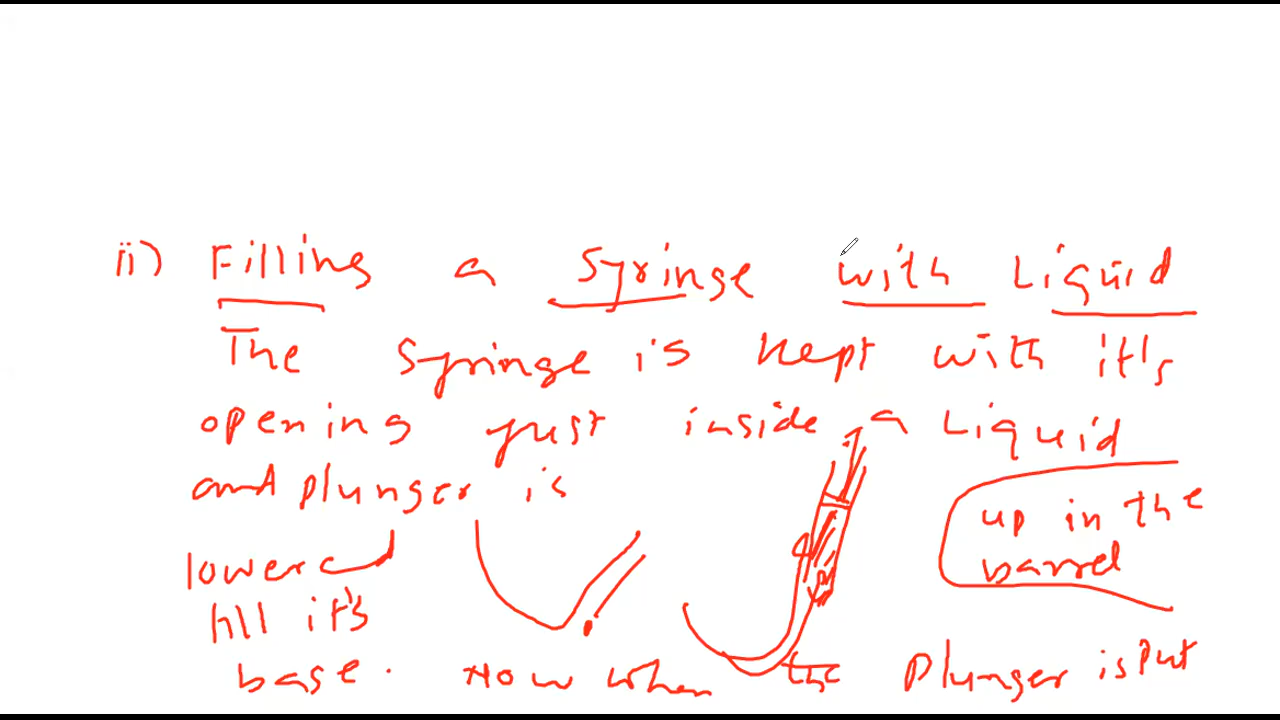 ii) Filling a Syringe with Liquid
The Syringe is kept with it's
opening just inside a Liquid
and plunger is
lowered
till it's
base. Now when the Plunger is Put
up in the
barrel